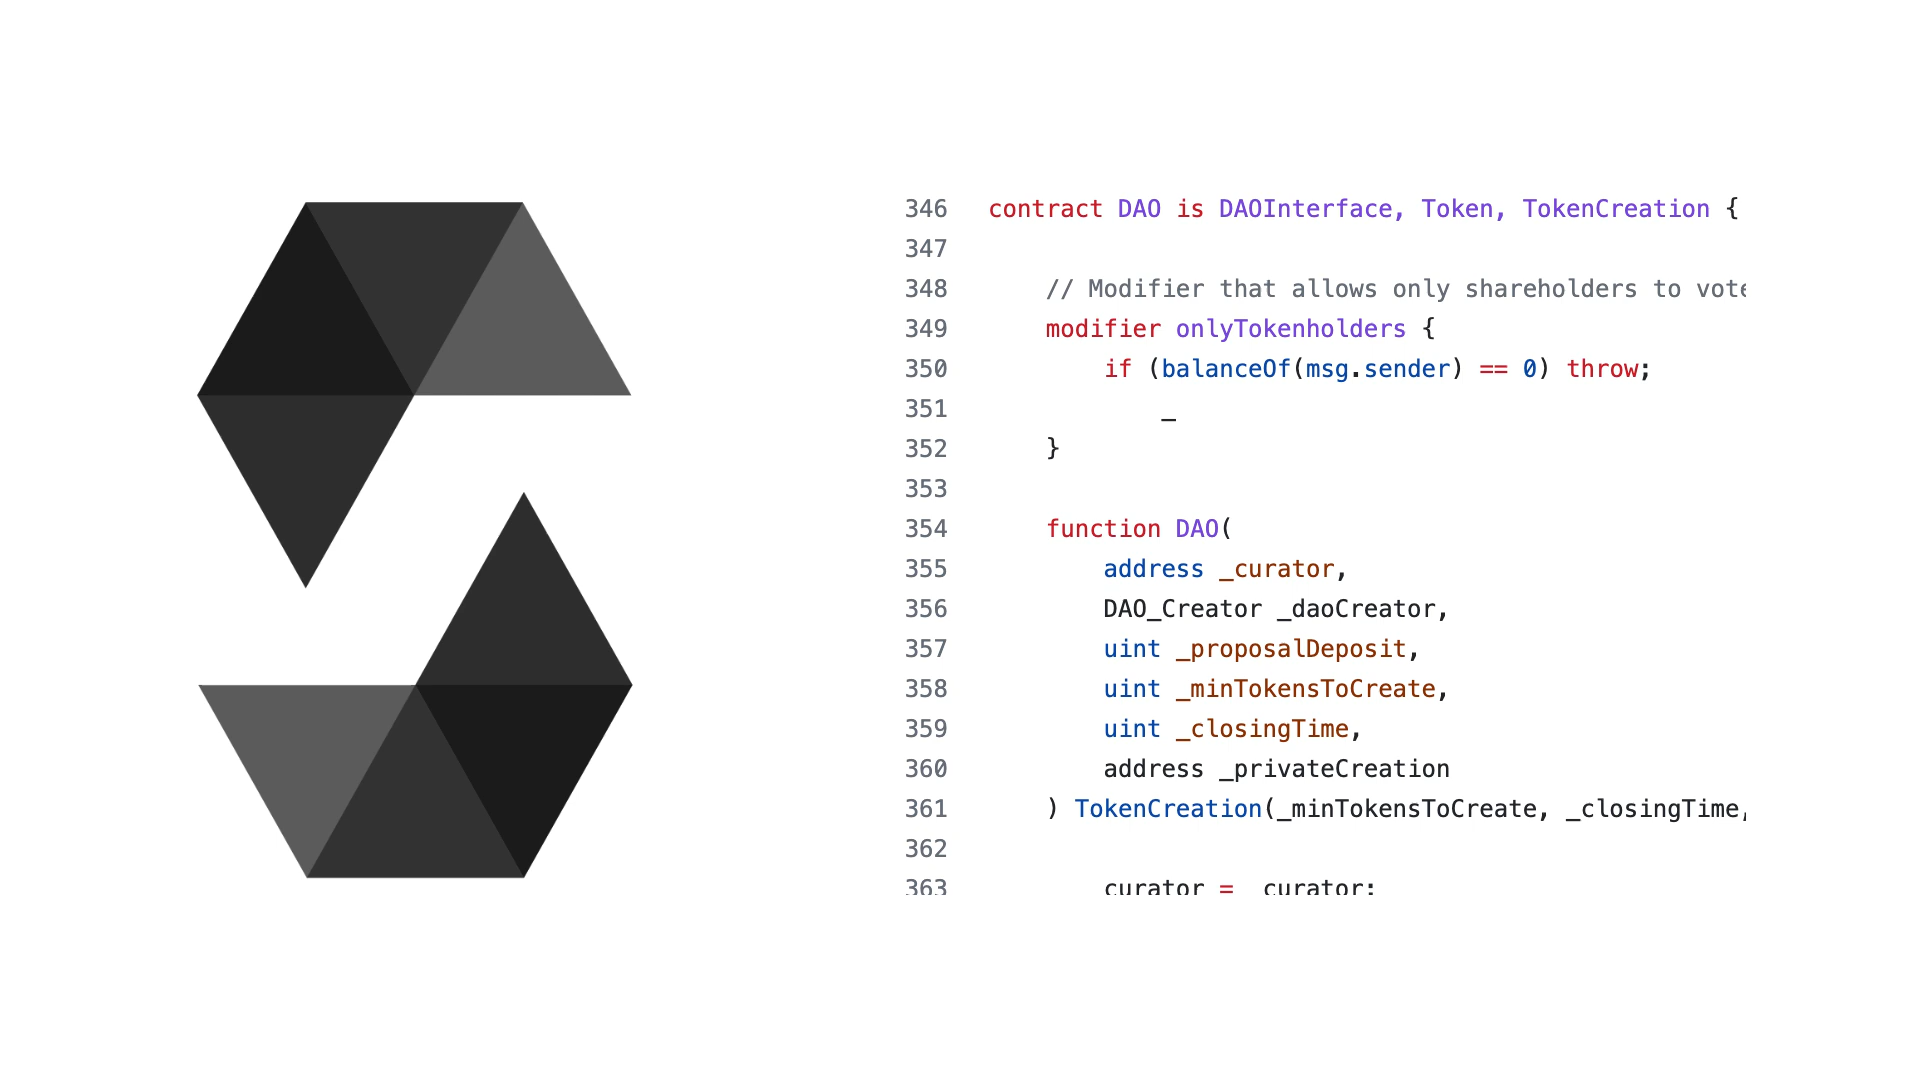 346 contract DAO is DAOInterface, Token, TokenCreation {
347
348 // Modifier that allows only shareholders to vote
349 modifier onlyTokenholders {
350 if (balanceOf(msg.sender) == 0) throw;
351 _
352 }
353
354 function DAO(
355 address _curator,
356 DAO_Creator _daoCreator,
357 uint _proposalDeposit,
358 uint _minTokensToCreate,
359 uint _closingTime,
360 address _privateCreation
361 ) TokenCreation(_minTokensToCreate, _closingTime,
362
363 curator = _curator;